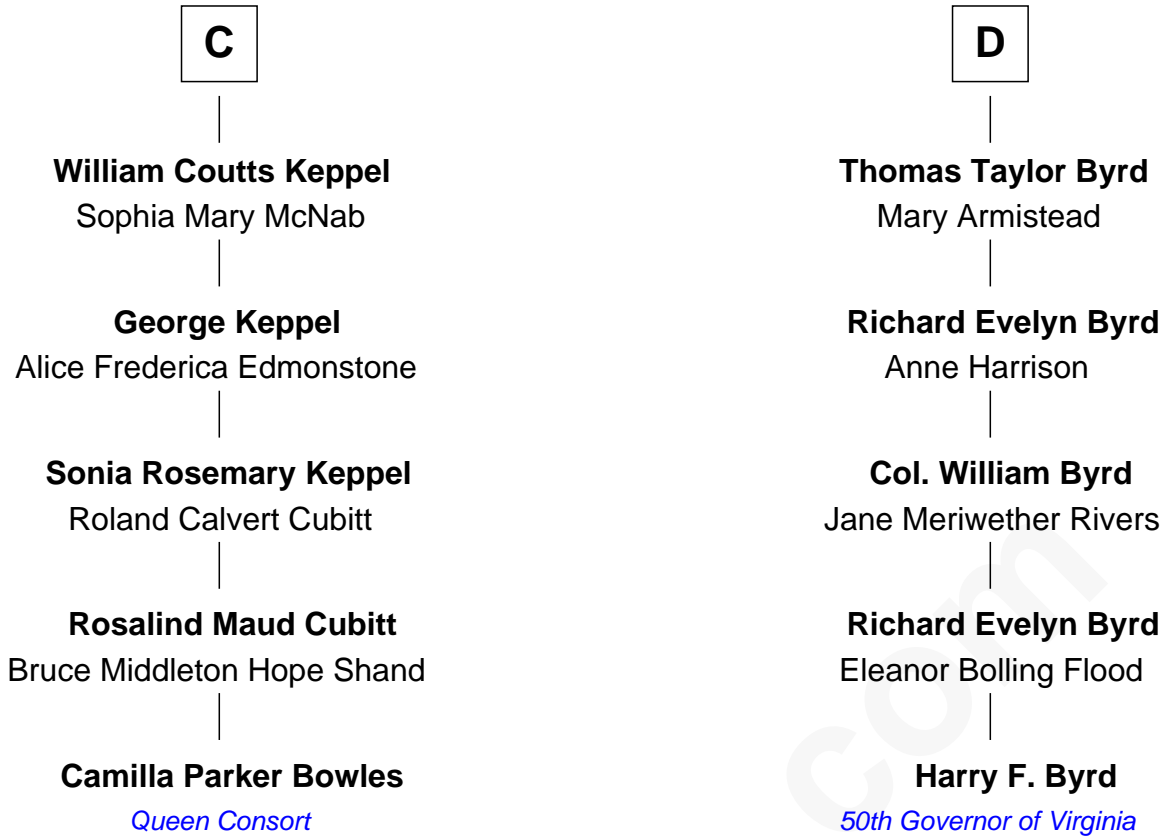 C
William Coutts Keppel
Sophia Mary McNab
George Keppel
Alice Frederica Edmonstone
Sonia Rosemary Keppel
Roland Calvert Cubitt
Rosalind Maud Cubitt
Bruce Middleton Hope Shand
Camilla Parker Bowles
Queen Consort
D
Thomas Taylor Byrd
Mary Armistead
Richard Evelyn Byrd
Anne Harrison
Col. William Byrd
Jane Meriwether Rivers
Richard Evelyn Byrd
Eleanor Bolling Flood
Harry F. Byrd
50th Governor of Virginia
com